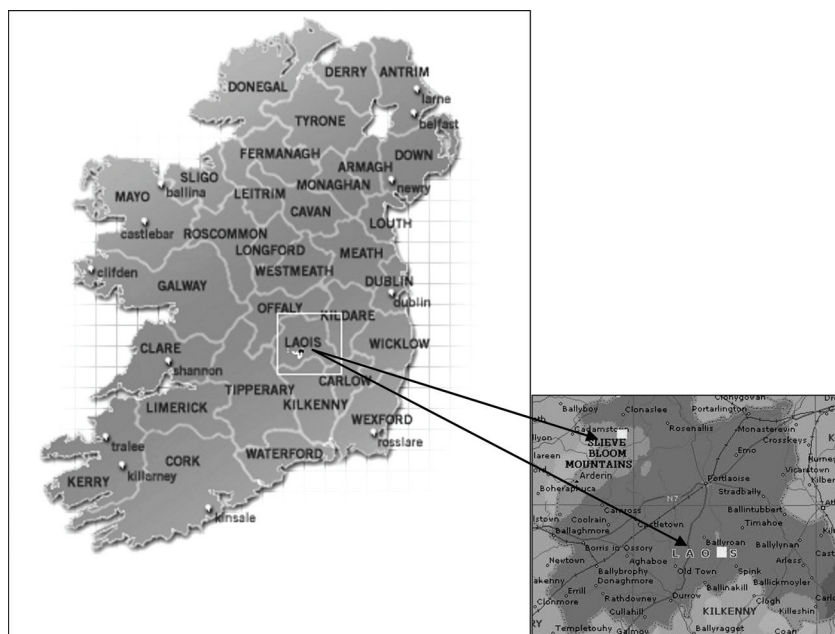 DERRY
ANTRIM
DONEGAL
larne
TYRONE
belfast
FERMANAGH
ARMAGH
DOWN
SLIGO
MONAGHAN
newry
MAYO
ballina
LEITRIM
CAVAN
LOUTH
castlebar
ROSCOMMON
LONGFORD
MEATH
clifden
WESTMEATH
GALWAY
DUBLIN
dublin
OFFALY
KILDARE
LAOIS
WICKLOW
CLARE
shannon
TIPPERARY
CARLOW
LIMERICK
KILKENNY
WEXFORD
tralee
rosslare
CORK
WATERFORD
killarney
KERRY
kinsale
Clonygowan
Ballyboy
Clonaslee
Portarlington
Cadamstown
Rosenallis
Monasterevin
SLIEVE
BLOOM
MOUNTAINS
Crosskeys
Emo
Arderin
Vicarstown
Portlaoise
Boheraphuca
Stradbally
N7
Camross
Ballintubbert
Coolrain
Castletown
Timahoe
Ballaghmore
Borris in Ossory
Ballyroan
Ballylynan
L A O S
Newtown
Aghaboe
Arless
Ballybrophy
Old Town
Spink
Donaghmore
Ballickmoyler
Errill
Ballinakill
Rathdowney
Durrow
Clogh
Clonmore
Cullahill
KILKENNY
Killeshin
Templetouhy
Galmoy
Ballyragget
Coan